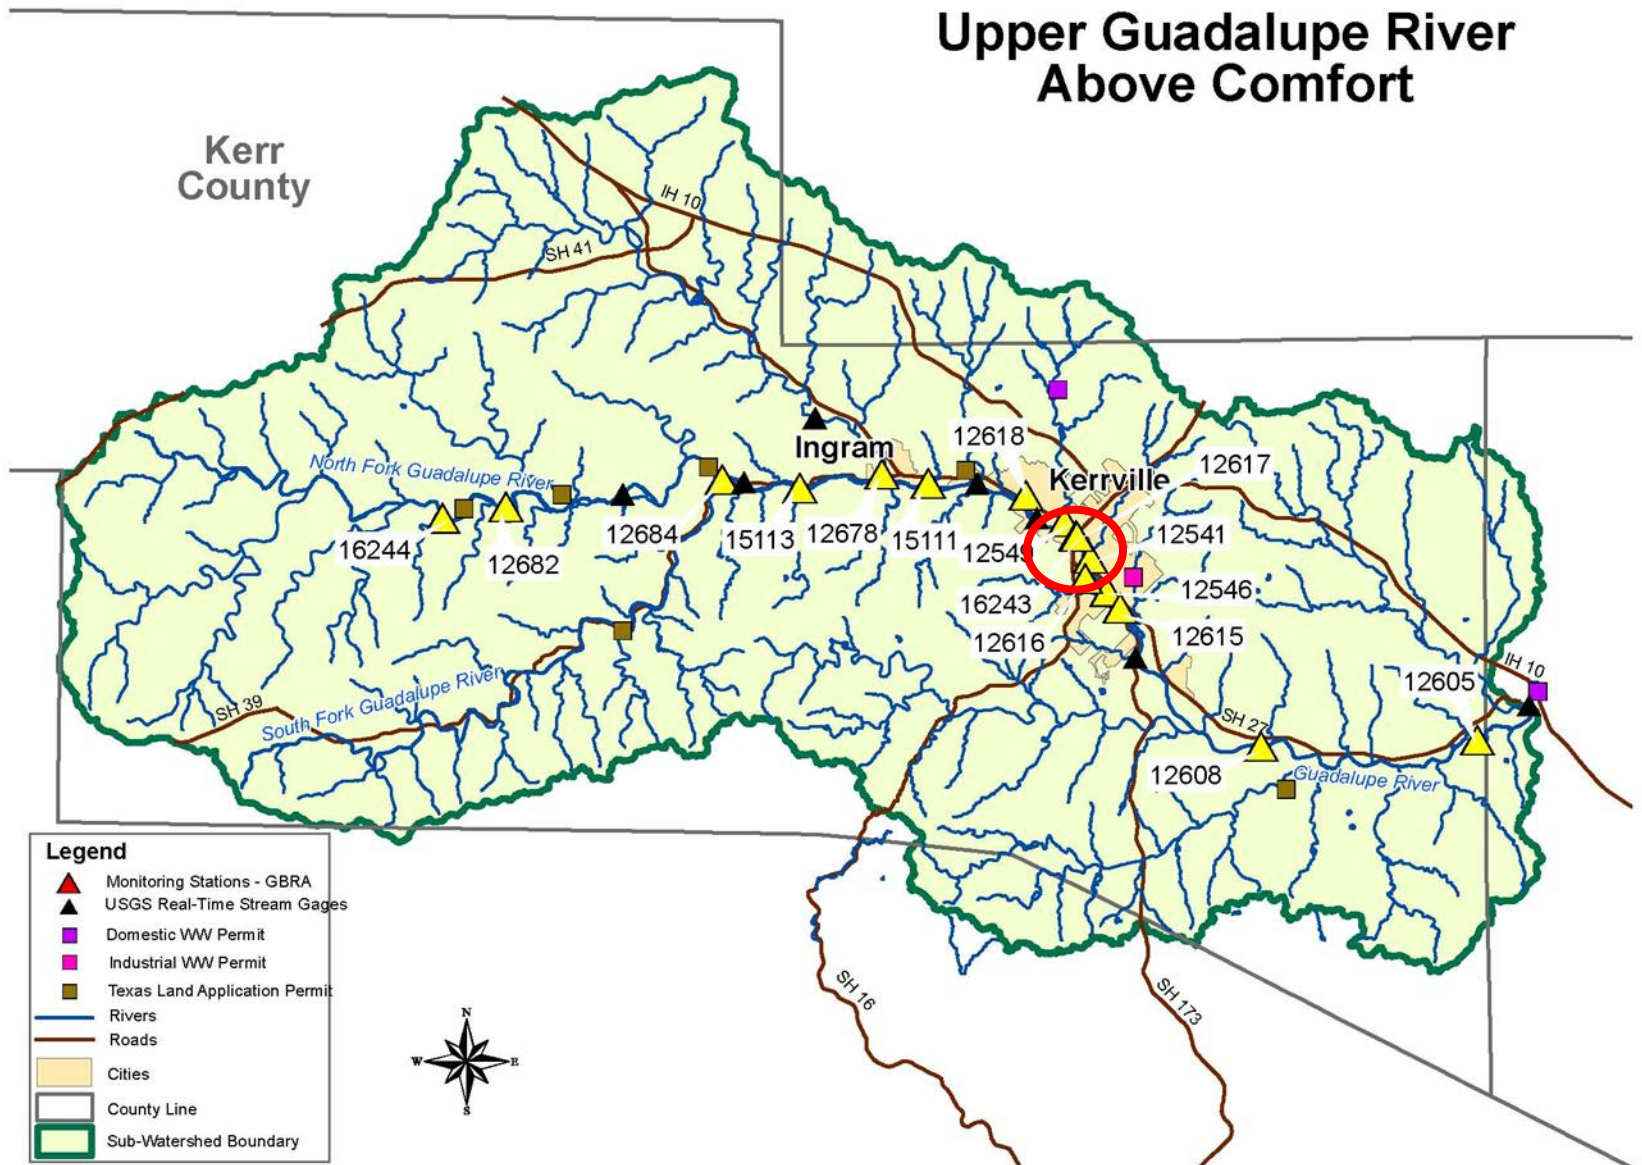 Upper Guadalupe River
Above Comfort
Kerr
County
IH 10
SH 41
12618
Ingram
Kerrville
12617
North Fork Guadalupe River
16244
12682
12684
15113
12678
15111
12549
12541
16243
12546
12616
12615
SH 39
South Fork Guadalupe River
12605
IH 10
SH 27
12608
Guadalupe River
Legend
Monitoring Stations - GBRA
USGS Real-Time Stream Gages
Domestic WW Permit
Industrial WW Permit
Texas Land Application Permit
Rivers
Roads
Cities
County Line
Sub-Watershed Boundary
N
W
E
S
SH 16
SH 173